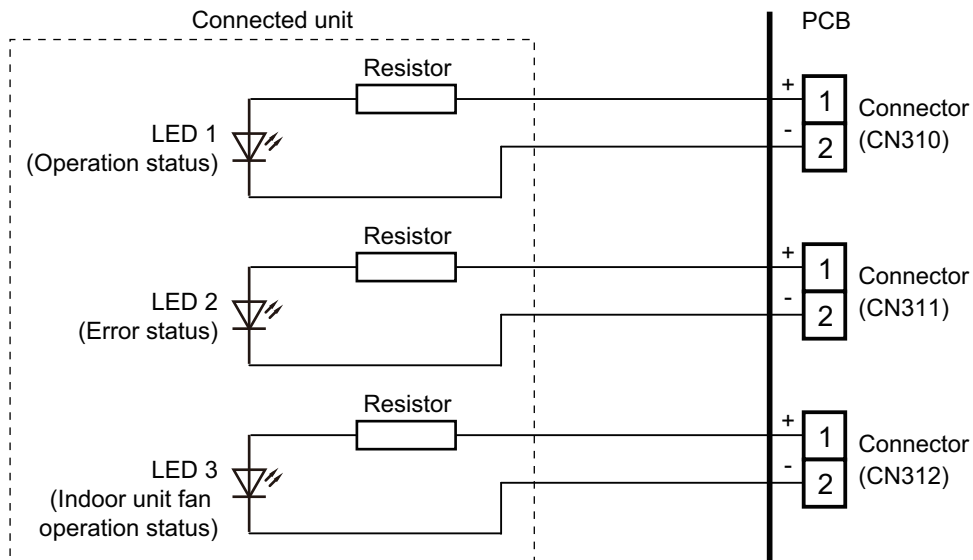 Connected unit
PCB
Resistor
LED 1
(Operation status)
+
-
1
2
Connector
(CN310)
Resistor
LED 2
(Error status)
+
-
1
2
Connector
(CN311)
Resistor
LED 3
(Indoor unit fan
operation status)
+
-
1
2
Connector
(CN312)